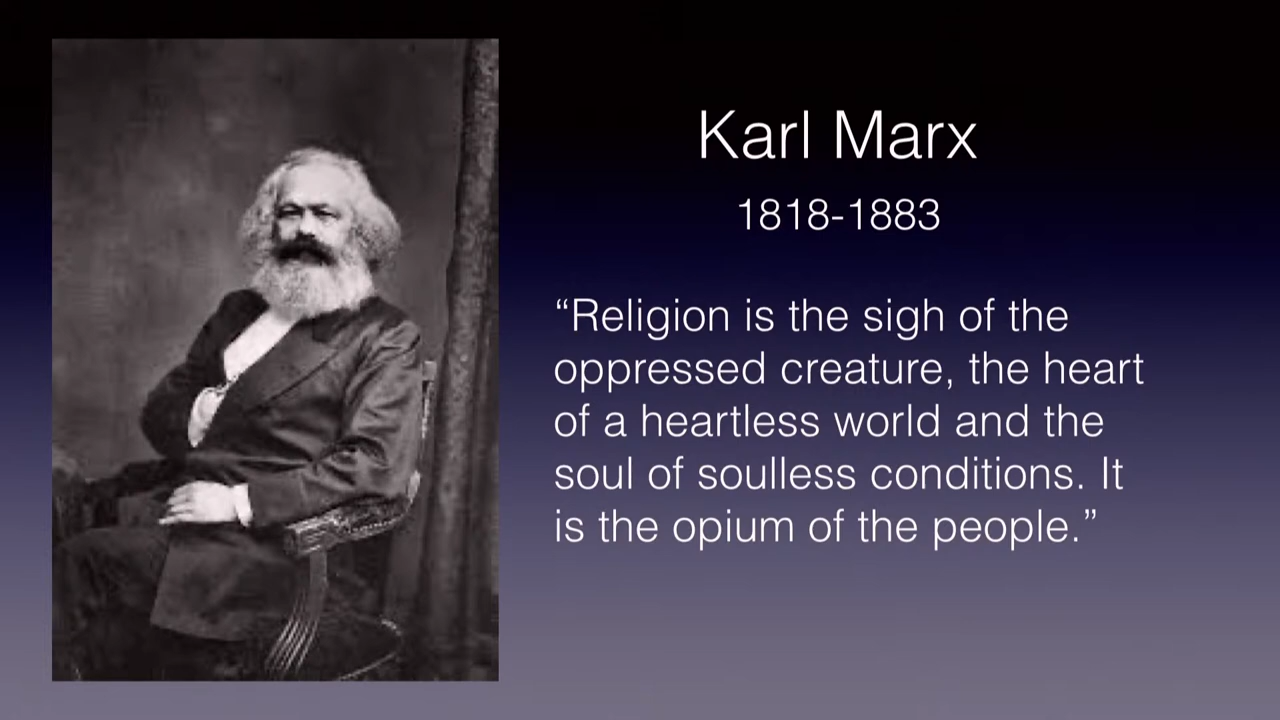 Karl Marx
1818-1883
“Religion is the sigh of the
oppressed creature, the heart
of a heartless world and the
soul of soulless conditions. It
is the opium of the people.”